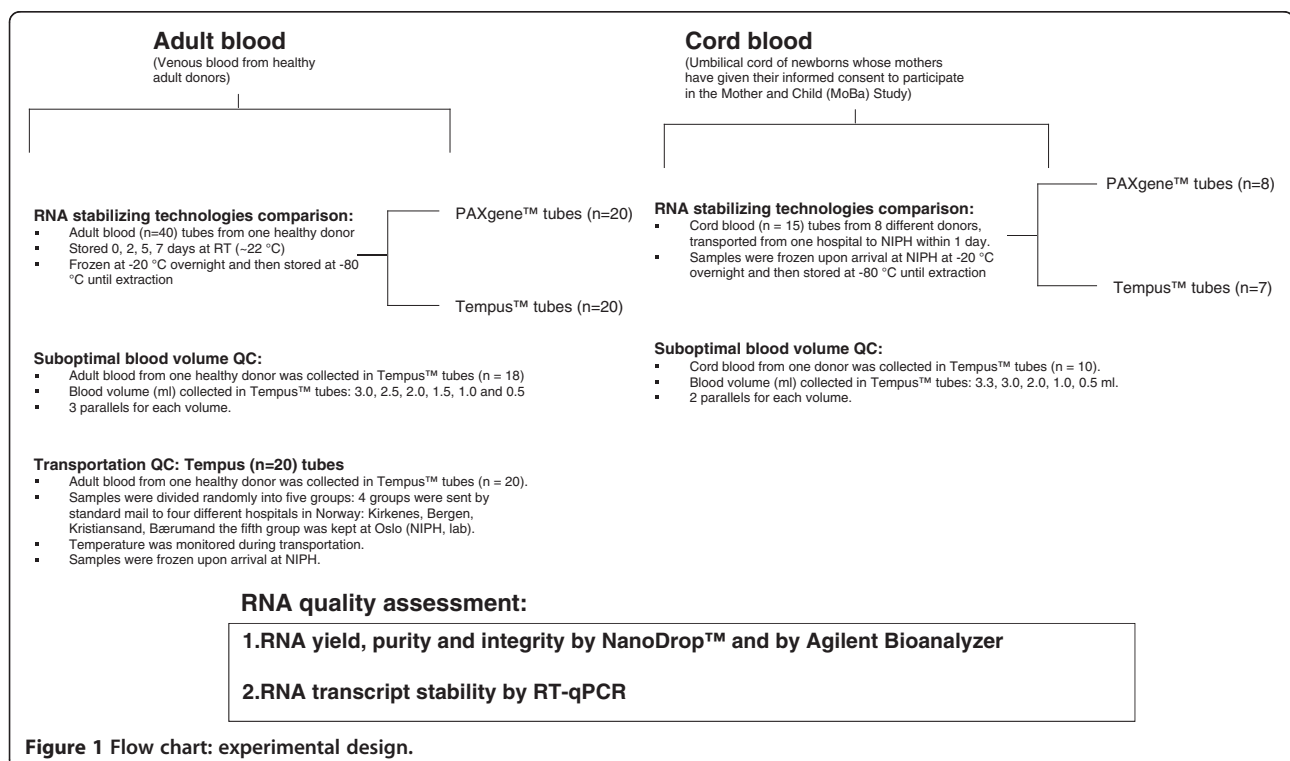 Adult blood
(Venous blood from healthy
adult donors)
RNA stabilizing technologies comparison:
▪ Adult blood (n=40) tubes from one healthy donor
▪ Stored 0, 2, 5, 7 days at RT (~22 °C)
▪ Frozen at -20 °C overnight and then stored at -80
°C until extraction
PAXgene™ tubes (n=20)
Tempus™ tubes (n=20)
Suboptimal blood volume QC:
▪ Adult blood from one healthy donor was collected in Tempus™ tubes (n = 18)
▪ Blood volume (ml) collected in Tempus™ tubes: 3.0, 2.5, 2.0, 1.5, 1.0 and 0.5
▪ 3 parallels for each volume.
Transportation QC: Tempus (n=20) tubes
▪ Adult blood from one healthy donor was collected in Tempus™ tubes (n = 20).
▪ Samples were divided randomly into five groups: 4 groups were sent by
standard mail to four different hospitals in Norway: Kirkenes, Bergen,
Kristiansand, Bærumand the fifth group was kept at Oslo (NIPH, lab).
▪ Temperature was monitored during transportation.
▪ Samples were frozen upon arrival at NIPH.
Cord blood
(Umbilical cord of newborns whose mothers
have given their informed consent to participate
in the Mother and Child (MoBa) Study)
RNA stabilizing technologies comparison:
▪ Cord blood (n = 15) tubes from 8 different donors,
transported from one hospital to NIPH within 1 day.
▪ Samples were frozen upon arrival at NIPH at -20 °C
overnight and then stored at -80 °C until extraction
PAXgene™ tubes (n=8)
Tempus™ tubes (n=7)
Suboptimal blood volume QC:
▪ Cord blood from one donor was collected in Tempus™ tubes (n = 10).
▪ Blood volume (ml) collected in Tempus™ tubes: 3.3, 3.0, 2.0, 1.0, 0.5 ml.
▪ 2 parallels for each volume.
RNA quality assessment:
1.RNA yield, purity and integrity by NanoDrop™ and by Agilent Bioanalyzer
2.RNA transcript stability by RT-qPCR
Figure 1 Flow chart: experimental design.